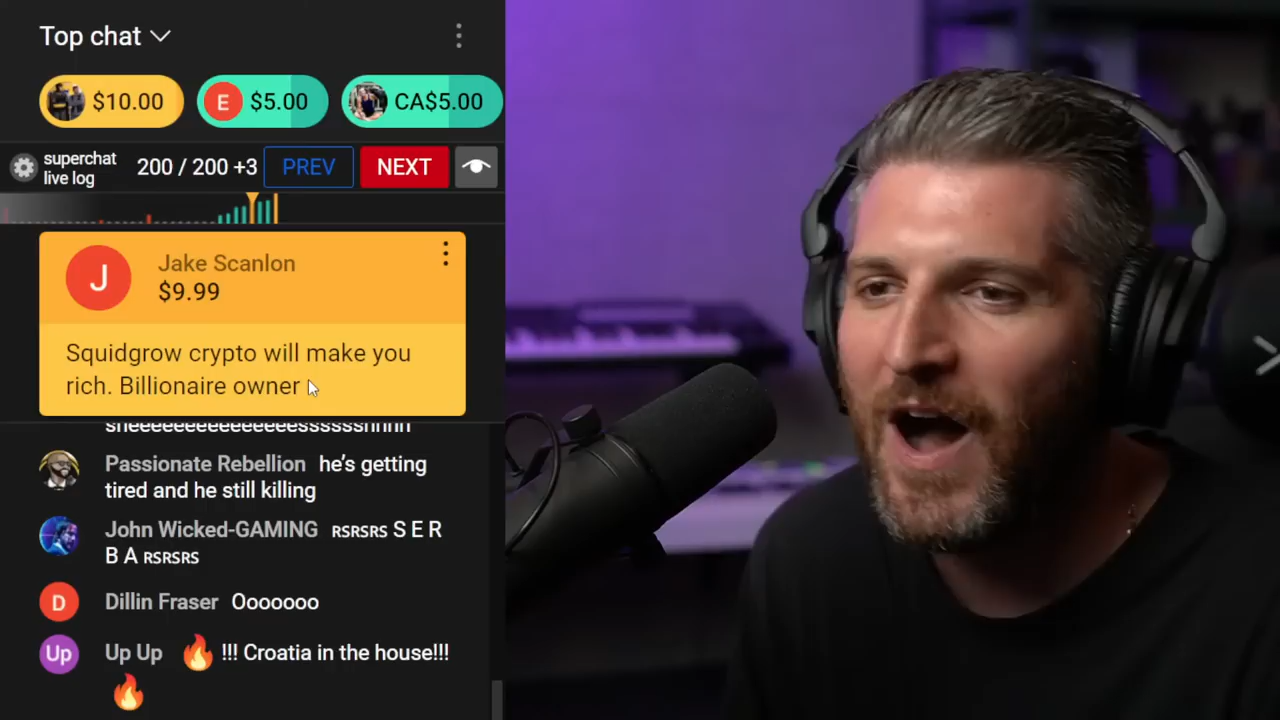 Top chat
$10.00
E $5.00
CA$5.00
superchat
live log
200 / 200 +3
PREV
NEXT
J
Jake Scanlon
$9.99
Squidgrow crypto will make you
rich. Billionaire owner
Passionate Rebellion he's getting
tired and he still killing
John Wicked-GAMING RSRSRS S E R
B A RSRSRS
D Dillin Fraser Ooooooo
Up Up Up 🔥 !!! Croatia in the house!!!
🔥